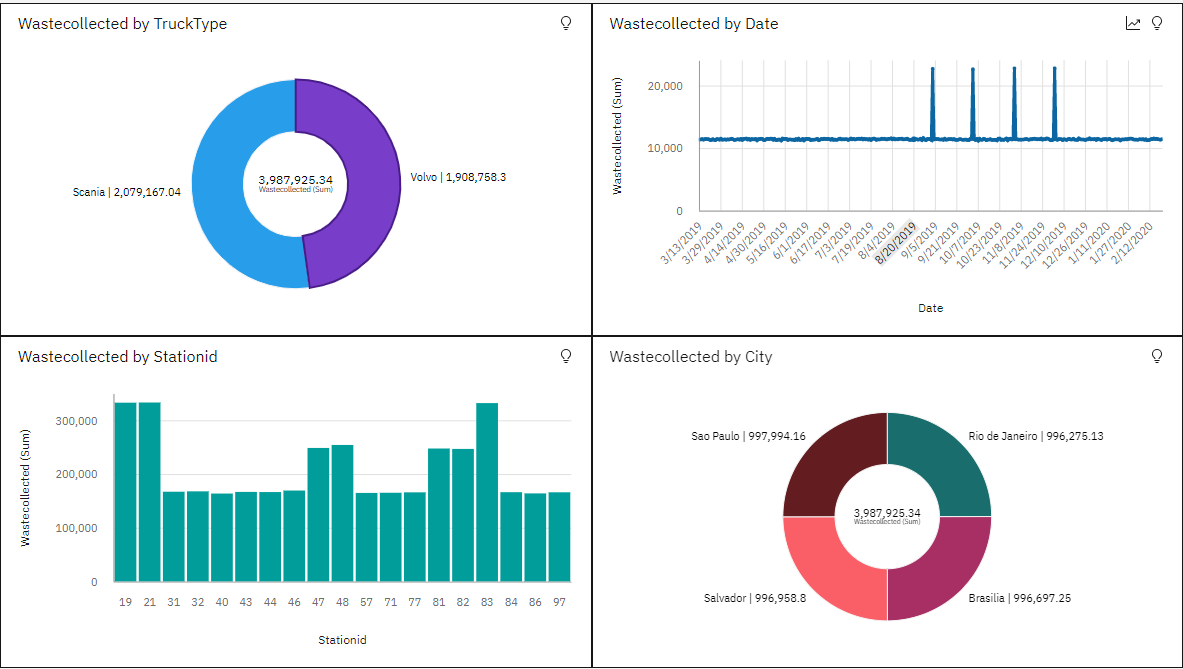 Wastecollected by TruckType
3,987,925.34
Wastecollected (Sum)
Scania | 2,079,167.04
Volvo | 1,908,758.3
Wastecollected by Date
Wastecollected (Sum)
20,000
10,000
0
3/13/2019
3/29/2019
4/14/2019
4/30/2019
5/16/2019
6/1/2019
6/17/2019
7/3/2019
7/19/2019
8/4/2019
8/20/2019
9/5/2019
9/21/2019
10/7/2019
10/23/2019
11/8/2019
11/24/2019
12/10/2019
12/26/2019
1/11/2020
1/27/2020
2/12/2020
Date
Wastecollected by Stationid
Wastecollected (Sum)
300,000
200,000
100,000
0
19 21 31 32 40 43 44 46 47 48 57 71 77 81 82 83 84 86 97
Stationid
Wastecollected by City
Sao Paulo | 997,994.16
Rio de Janeiro | 996,275.13
3,987,925.34
Wastecollected (Sum)
Salvador | 996,958.8
Brasilia | 996,697.25